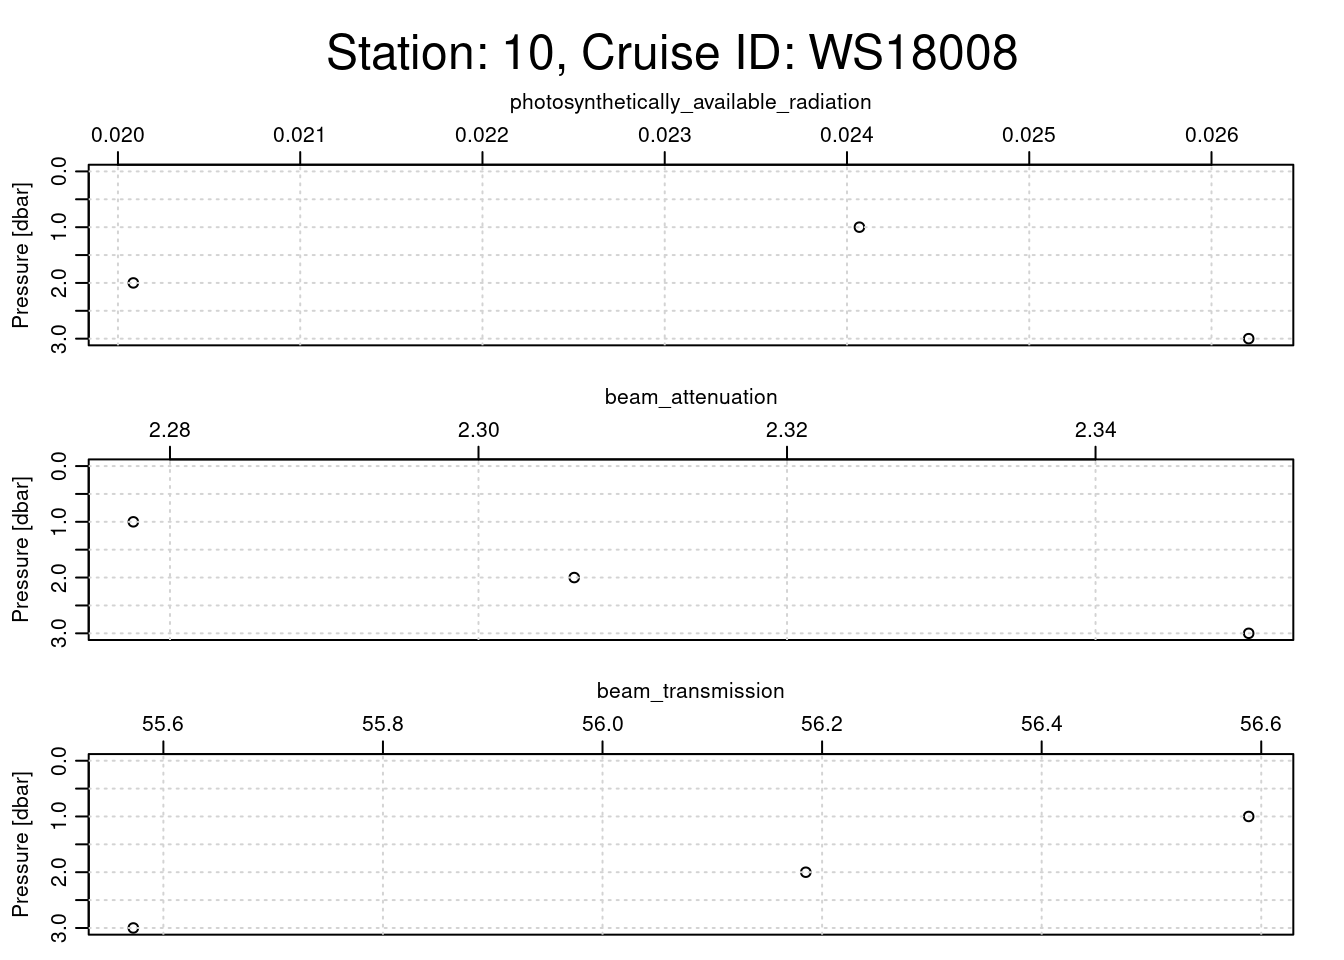 Station: 10, Cruise ID: WS18008
photosynthetically_available_radiation
0.020 0.021 0.022 0.023 0.024 0.025 0.026
Pressure [dbar]
0.0
1.0
2.0
3.0
beam_attenuation
2.28 2.30 2.32 2.34
Pressure [dbar]
0.0
1.0
2.0
3.0
beam_transmission
55.6 55.8 56.0 56.2 56.4 56.6
Pressure [dbar]
0.0
1.0
2.0
3.0